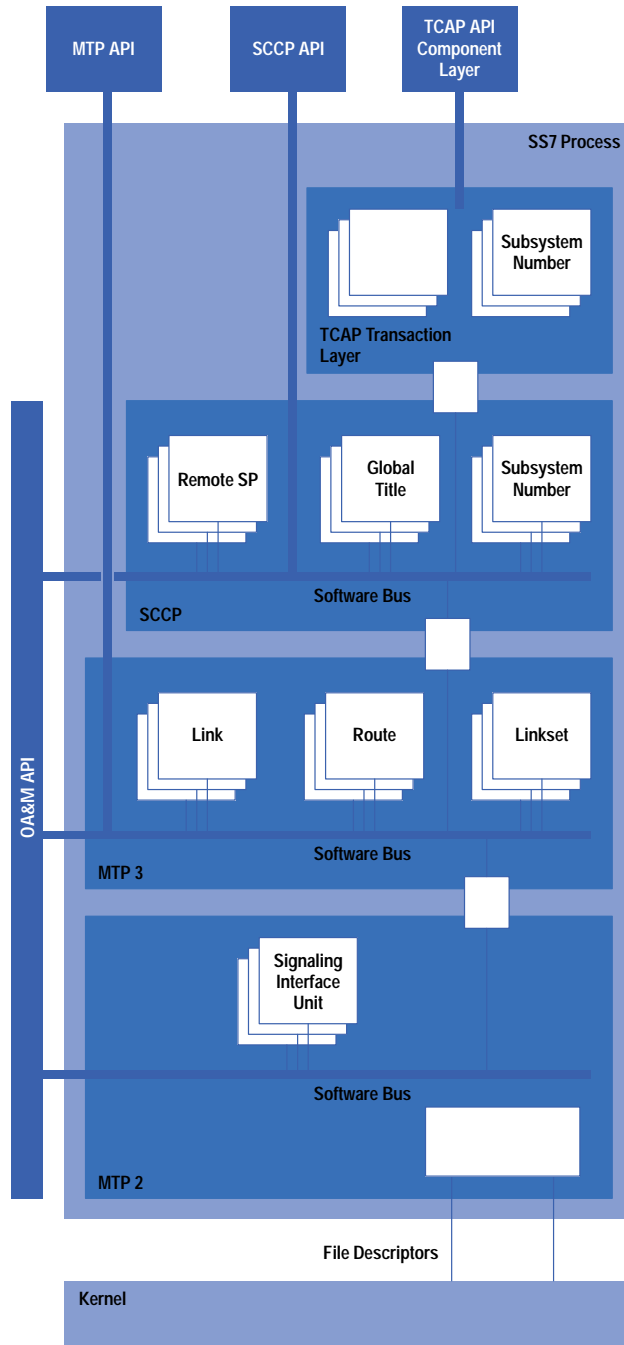 MTP API
SCCP API
TCAP API
Component
Layer
SS7 Process
Subsystem
Number
TCAP Transaction
Layer
Remote SP
Global
Title
Subsystem
Number
Software Bus
SCCP
Link
Route
Linkset
OA&M API
Software Bus
MTP 3
Signaling
Interface
Unit
Software Bus
MTP 2
File Descriptors
Kernel